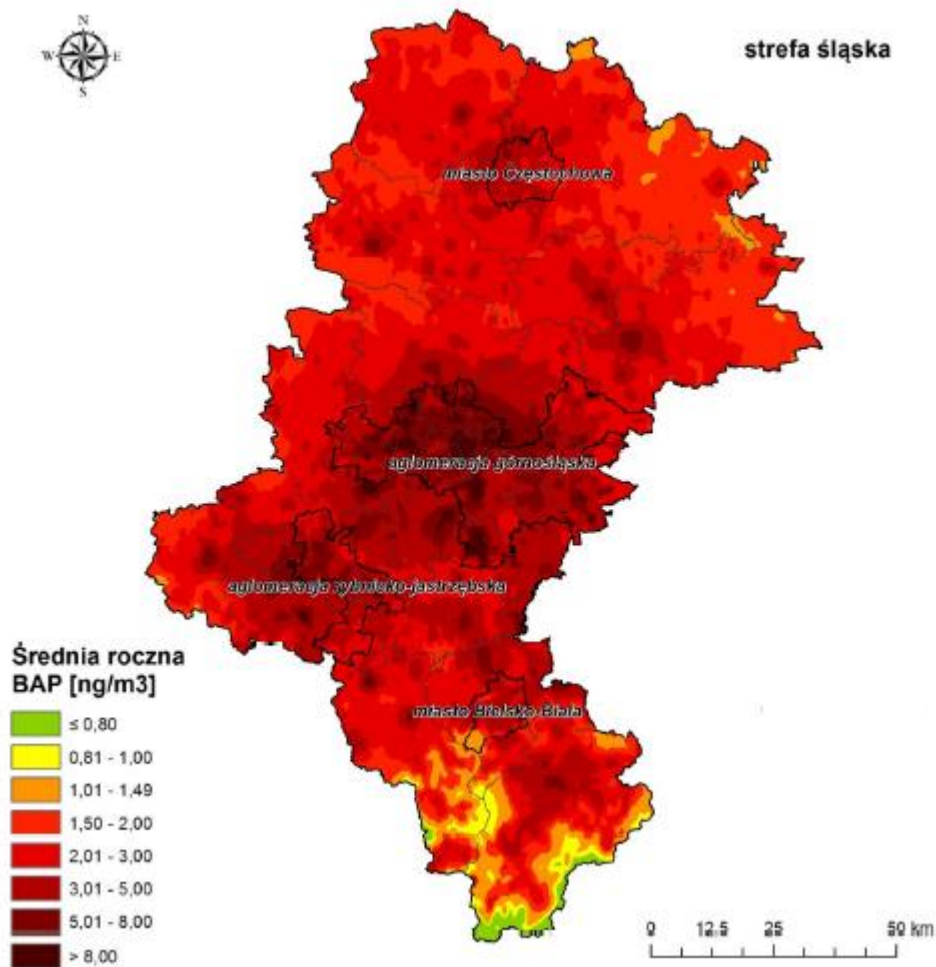 N
W E
S
strefa śląska
miasto Częstochowa
aglomeracja górnośląska
aglomeracja rybnicko-jastrzębska
miasto Bielsko-Biała
Średnia roczna
BAP [ng/m3]
≤ 0,80
0,81 - 1,00
1,01 - 1,49
1,50 - 2,00
2,01 - 3,00
3,01 - 5,00
5,01 - 8,00
> 8,00
0 12.5 25 50 km